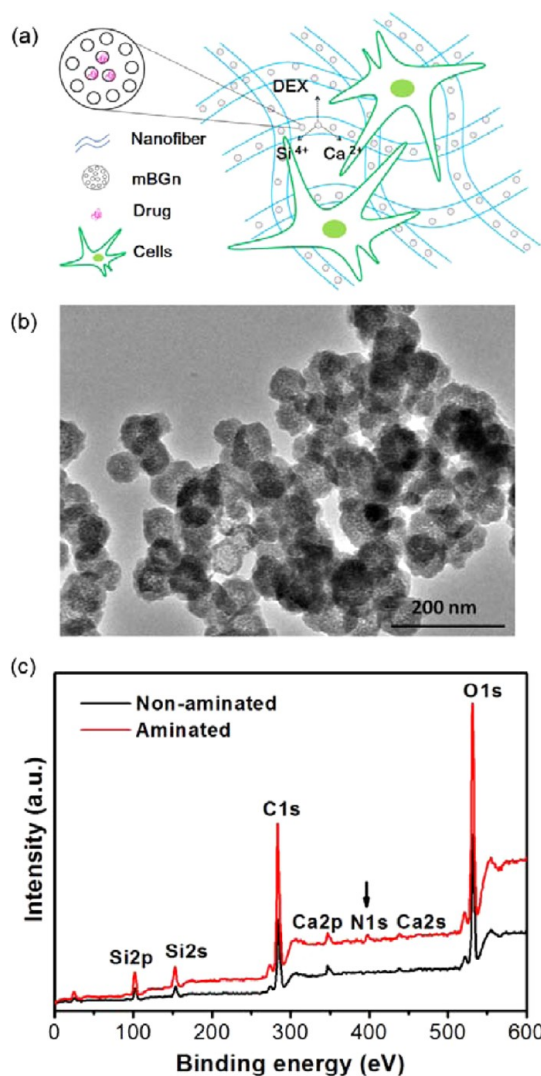 (a)
DEX
Si4+ Ca2+
Nanofiber
mBGn
Drug
Cells
(b)
200 nm
(c)
Non-aminated
Aminated
O1s
C1s
Ca2p N1s Ca2s
Si2p Si2s
Intensity (a.u.)
0 100 200 300 400 500 600
Binding energy (eV)